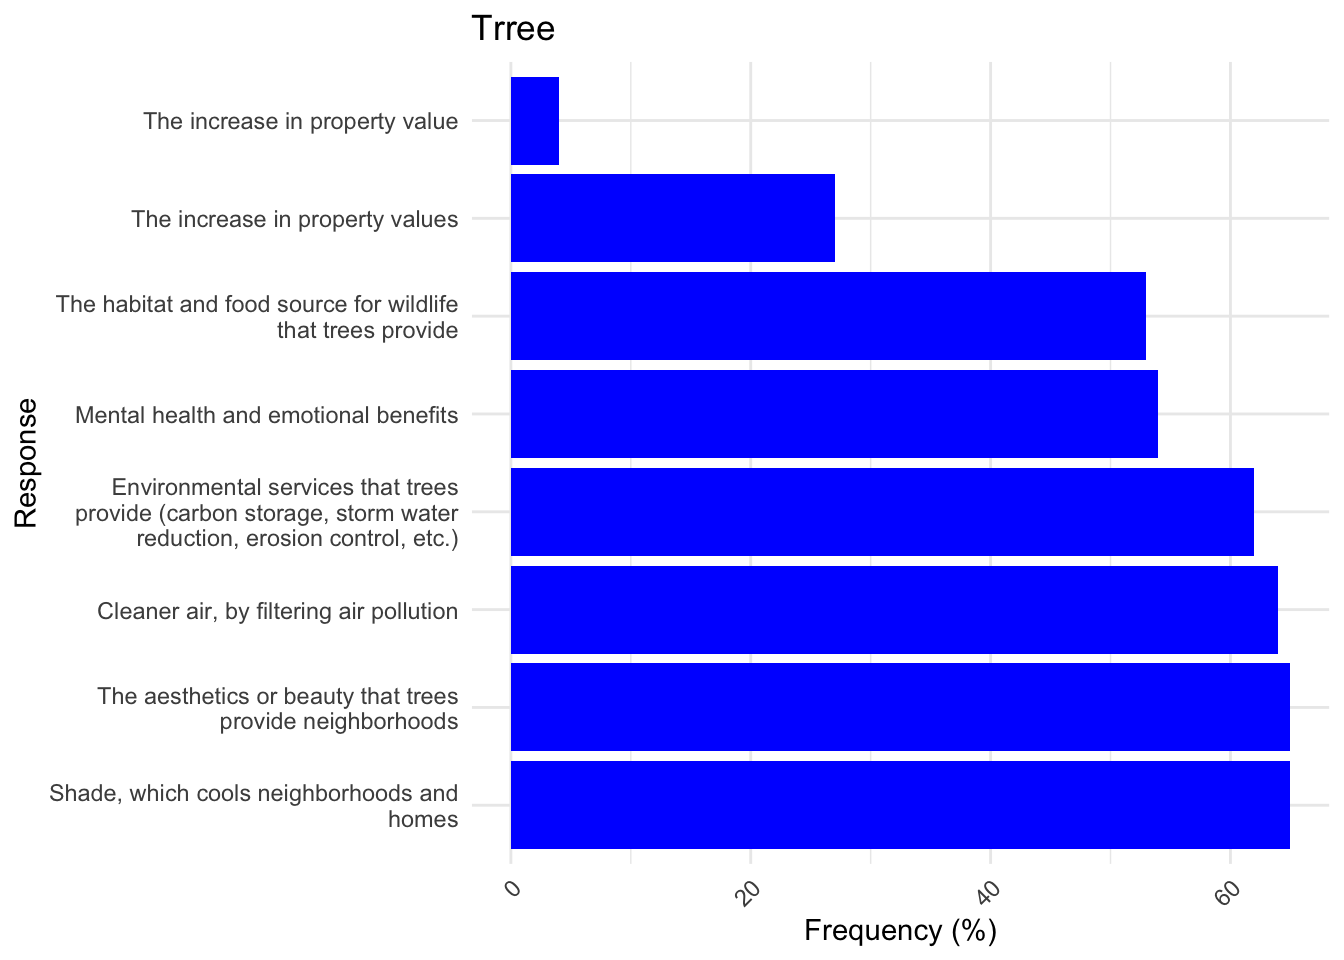 Trree
The increase in property value
The increase in property values
The habitat and food source for wildlife
that trees provide
Mental health and emotional benefits
Environmental services that trees
provide (carbon storage, storm water
reduction, erosion control, etc.)
Cleaner air, by filtering air pollution
The aesthetics or beauty that trees
provide neighborhoods
Shade, which cools neighborhoods and
homes
Response
0
20
40
60
Frequency (%)